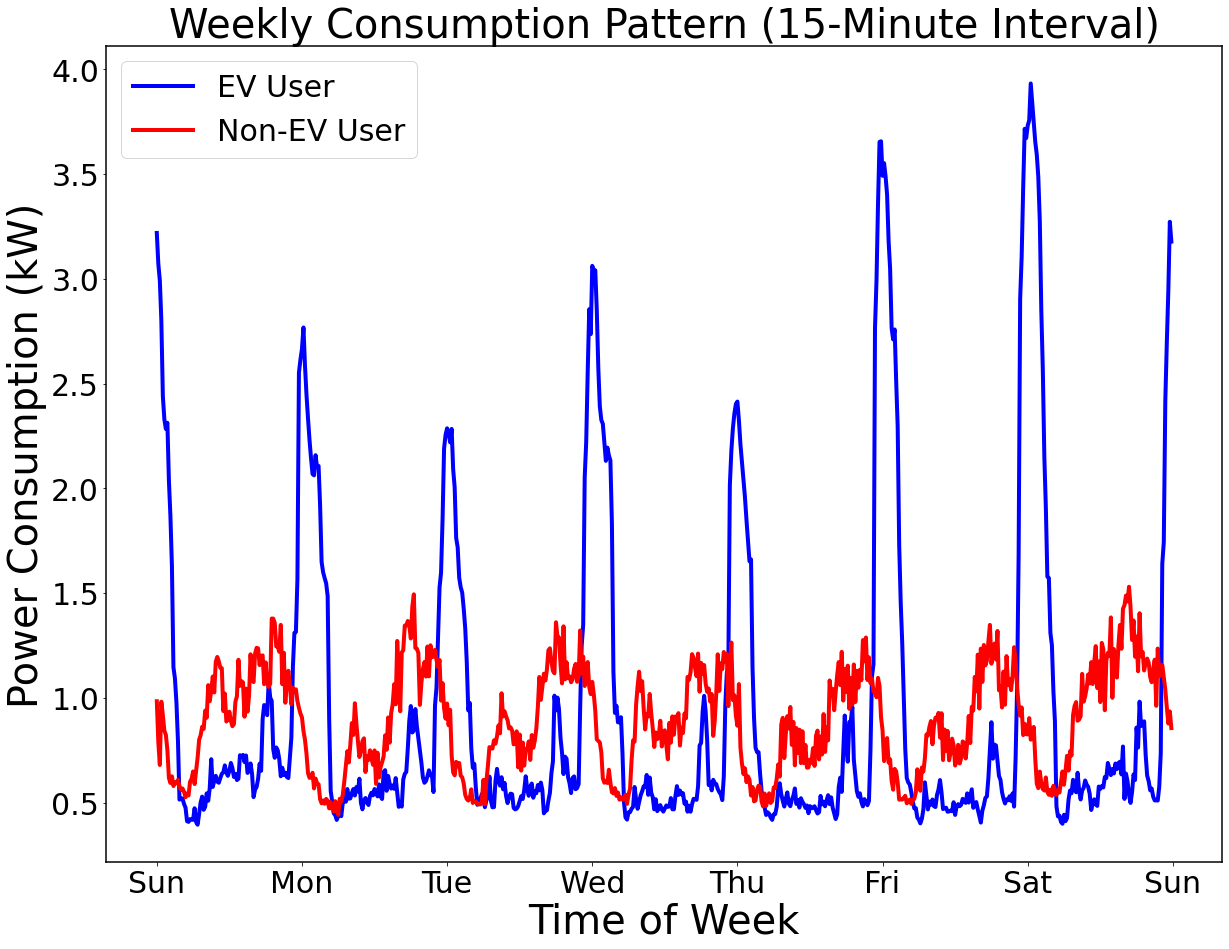 Weekly Consumption Pattern (15-Minute Interval)
EV User
Non-EV User
Power Consumption (kW)
4.0
3.5
3.0
2.5
2.0
1.5
1.0
0.5
Sun Mon Tue Wed Thu Fri Sat Sun
Time of Week